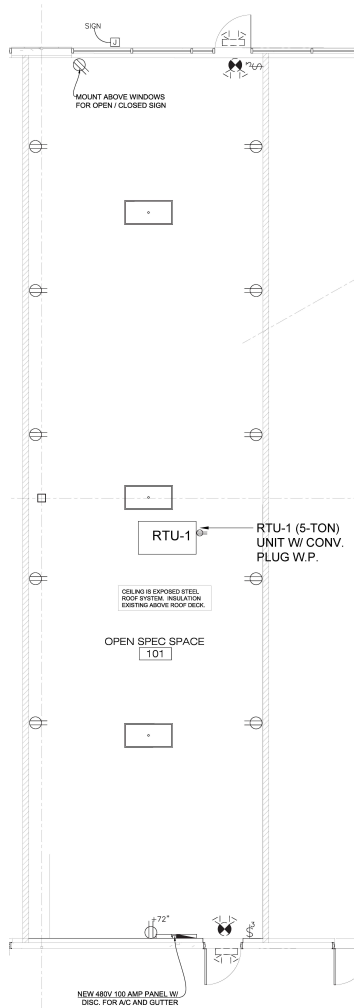 SIGN
J
MOUNT ABOVE WINDOWS
FOR OPEN / CLOSED SIGN
RTU-1
RTU-1 (5-TON)
UNIT W/ CONV.
PLUG W.P.
CEILING IS EXPOSED STEEL
ROOF SYSTEM. INSULATION
EXISTING ABOVE ROOF DECK.
OPEN SPEC SPACE
101
+72"
3
NEW 480V 100 AMP PANEL W/
DISC. FOR A/C AND GUTTER